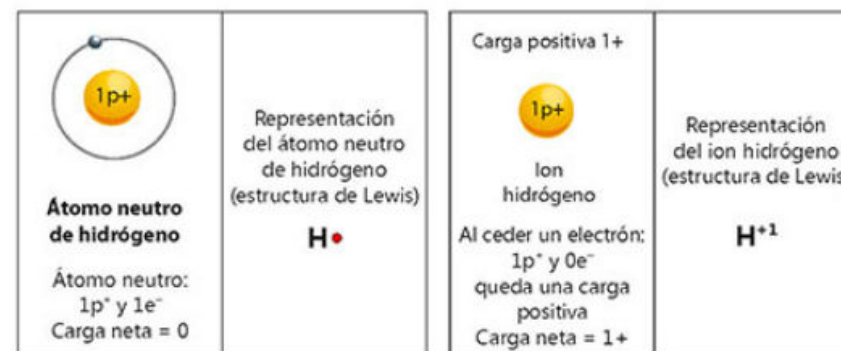 1p+
Átomo neutro
de hidrógeno
Átomo neutro:
1p⁺ y 1e⁻
Carga neta = 0
Representación
del átomo neutro
de hidrógeno
(estructura de Lewis)
H•
Carga positiva 1+
1p+
Ion
hidrógeno
Al ceder un electrón:
1p⁺ y 0e⁻
queda una carga
positiva
Carga neta = 1+
Representación
del ion hidrógeno
(estructura de Lewis
H⁺¹